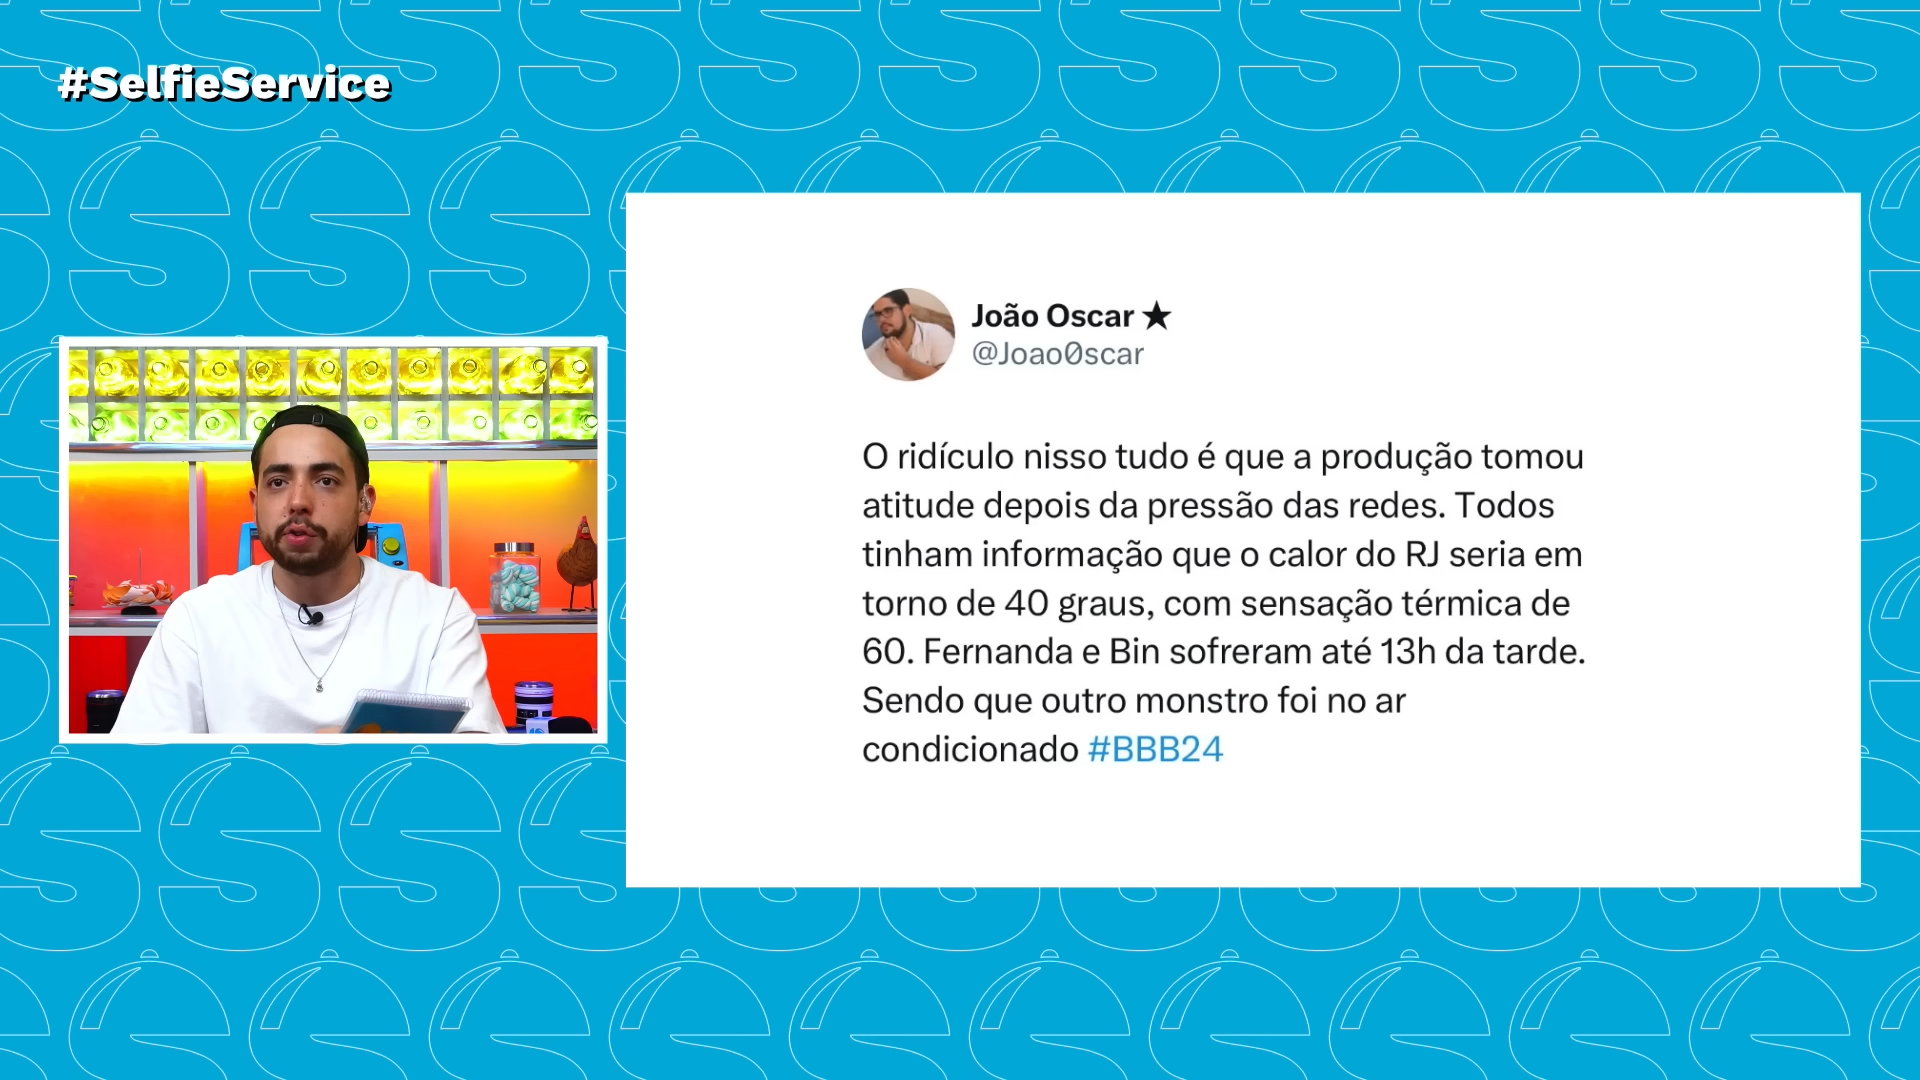 #SelfieService
João Oscar ★
@Joao0scar
O ridículo nisso tudo é que a produção tomou
atitude depois da pressão das redes. Todos
tinham informação que o calor do RJ seria em
torno de 40 graus, com sensação térmica de
60. Fernanda e Bin sofreram até 13h da tarde.
Sendo que outro monstro foi no ar
condicionado #BBB24